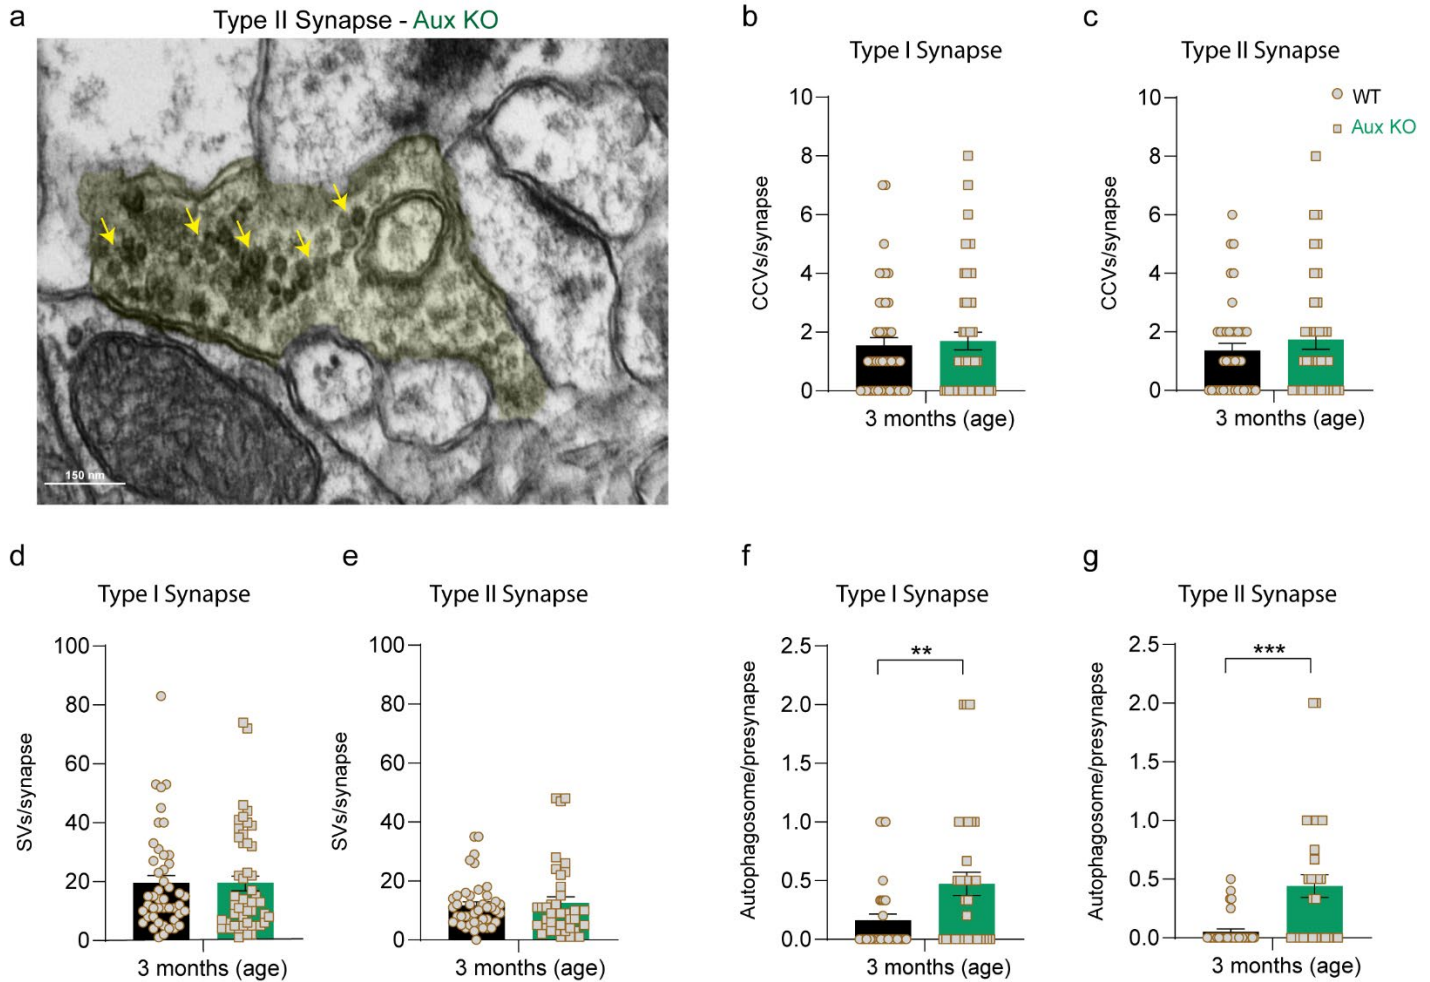 a
Type II Synapse - Aux KO
150 nm
b
Type I Synapse
CCVs/synapse
10
8
6
4
2
0
3 months (age)
c
Type II Synapse
CCVs/synapse
10
8
6
4
2
0
WT
Aux KO
3 months (age)
d
Type I Synapse
SVs/synapse
100
80
60
40
20
0
3 months (age)
e
Type II Synapse
SVs/synapse
100
80
60
40
20
0
3 months (age)
f
Type I Synapse
Autophagosome/presynapse
2.5
2.0
1.5
1.0
0.5
0.0
**
3 months (age)
g
Type II Synapse
Autophagosome/presynapse
2.5
2.0
1.5
1.0
0.5
0.0
***
3 months (age)